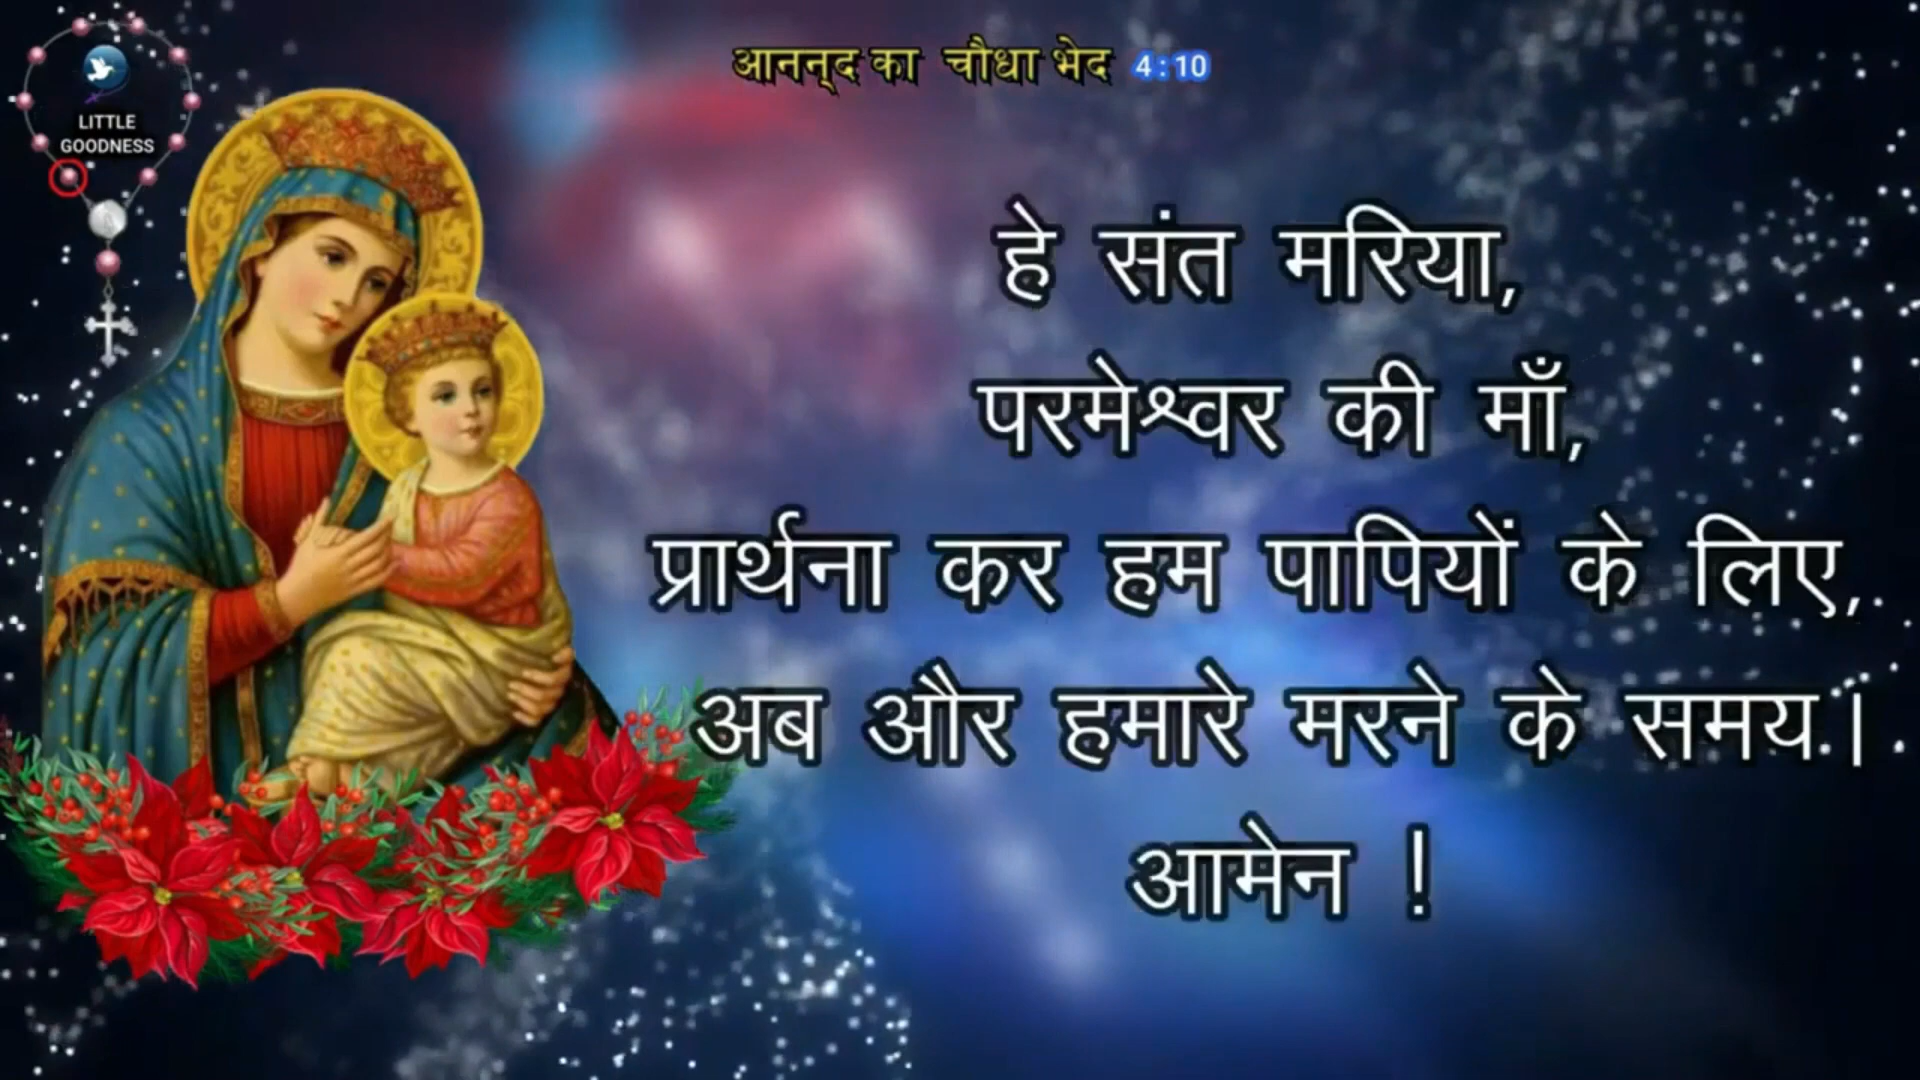 आनन्द का चौधा भेद 4:10
LITTLE
GOODNESS
हे संत मरिया,
परमेश्वर की माँ,
प्रार्थना कर हम पापियों के लिए,
अब और हमारे मरने के समय।
आमेन !